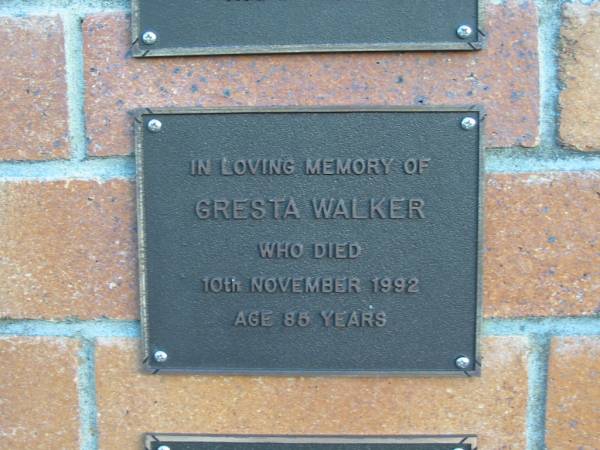 IN LOVING MEMORY OF
GRESTA WALKER
WHO DIED
10th NOVEMBER 1992
AGE 85 YEARS